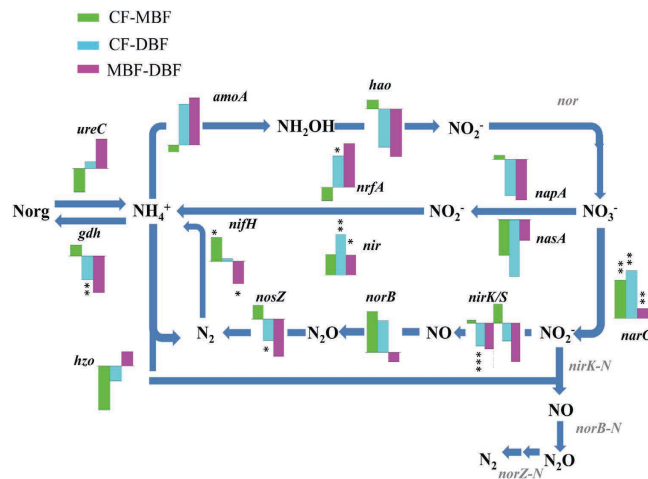 CF-MBF
CF-DBF
MBF-DBF
amoA
hao
nor
ureC
NH₂OH
NO₂⁻
*
nrfA
napA
Norg
NH₄⁺
NO₂⁻
NO₃⁻
gdh
nifH
**
*
nir
nasA
*
**
*
**
**
**
nosZ
norB
nirK/S
N₂
N₂O
NO
NO₂⁻
narG
*
***
hzo
nirK-N
NO
norB-N
N₂
N₂O
norZ-N